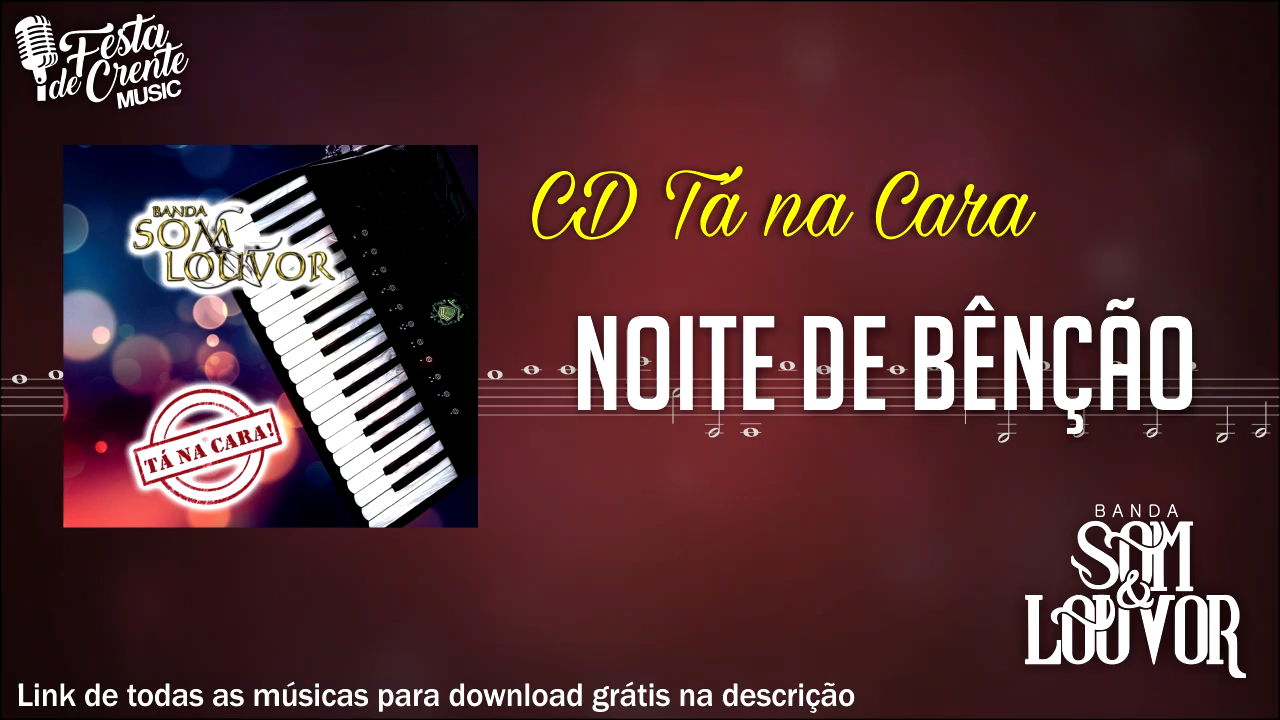 Festa
de Crente
MUSIC
BANDA
SOM &
LOUVOR
TÁ NA CARA!
CD Tá na Cara
NOITE DE BÊNÇÃO
BANDA
SOM
&
LOUVOR
Link de todas as músicas para download grátis na descrição